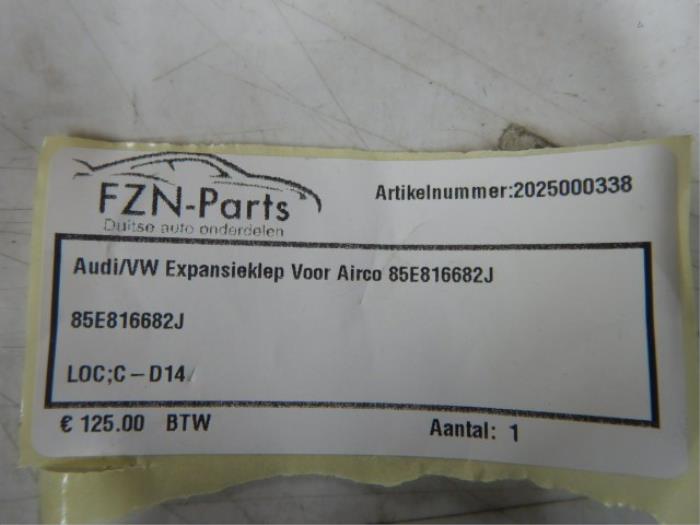 FZN-Parts
Duitse auto onderdelen
Artikelnummer:2025000338
Audi/VW Expansieklep Voor Airco 85E816682J
85E816682J
LOC;C-D14
€ 125.00 BTW
Aantal: 1